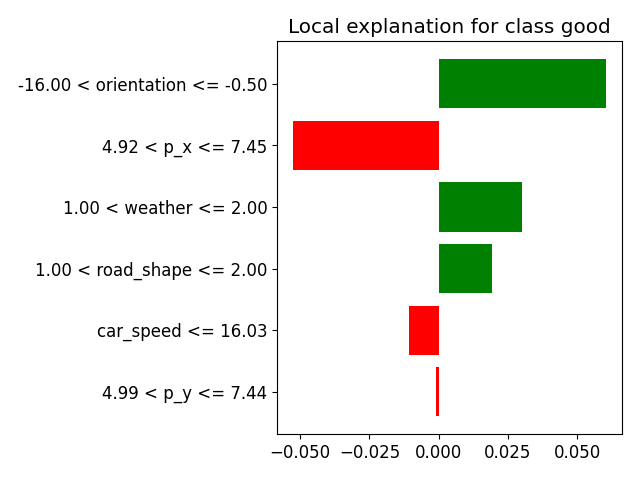 Local explanation for class good
-16.00 < orientation <= -0.50
4.92 < p_x <= 7.45
1.00 < weather <= 2.00
1.00 < road_shape <= 2.00
car_speed <= 16.03
4.99 < p_y <= 7.44
−0.050 −0.025 0.000 0.025 0.050